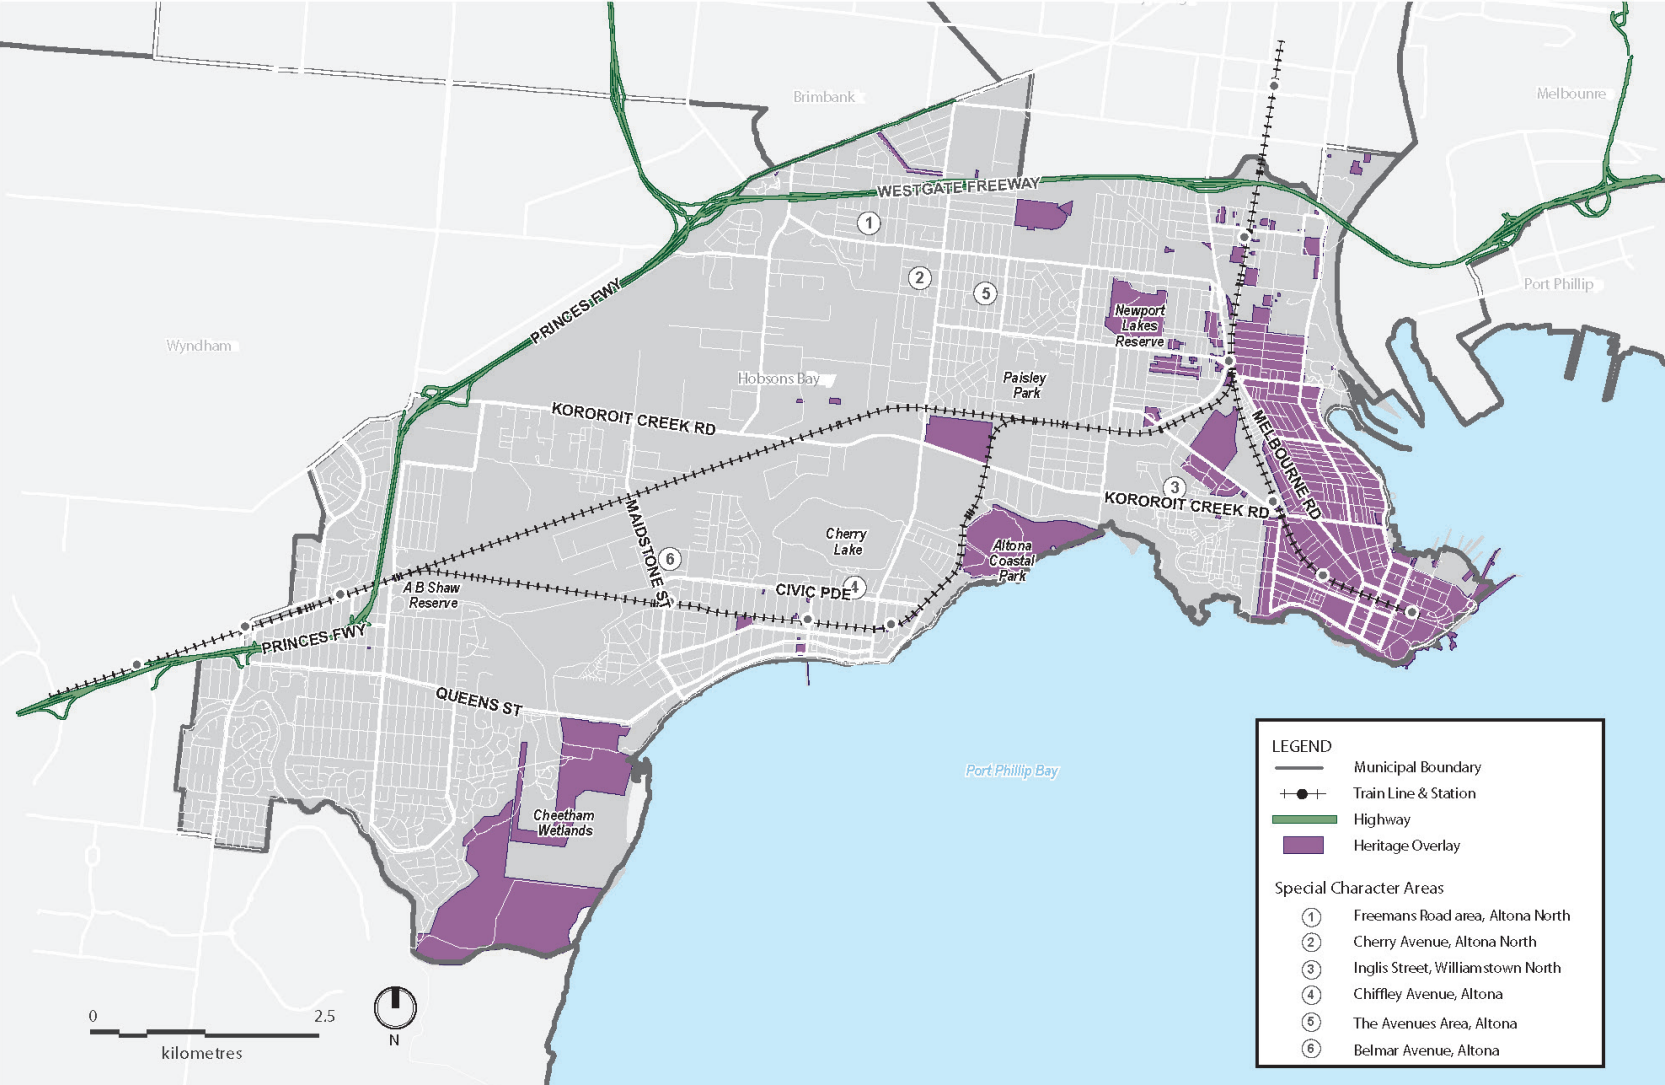 Brimbank
Melbounre
WESTGATE FREEWAY
1
2
5
PRINCES FWY
Port Phillip
Newport
Lakes
Reserve
Wyndham
Hobsons Bay
Paisley
Park
KOROROIT CREEK RD
MELBOURNE RD
3
KOROROIT CREEK RD
MAIDSTONE ST
Cherry
Lake
Altona
Coastal
Park
6
A B Shaw
Reserve
CIVIC PDE
4
PRINCES FWY
QUEENS ST
Port Phillip Bay
Cheetham
Wetlands
LEGEND
Municipal Boundary
Train Line & Station
Highway
Heritage Overlay
Special Character Areas
1 Freemans Road area, Altona North
2 Cherry Avenue, Altona North
3 Inglis Street, Williamstown North
4 Chiffley Avenue, Altona
5 The Avenues Area, Altona
6 Belmar Avenue, Altona
0 2.5
kilometres
N